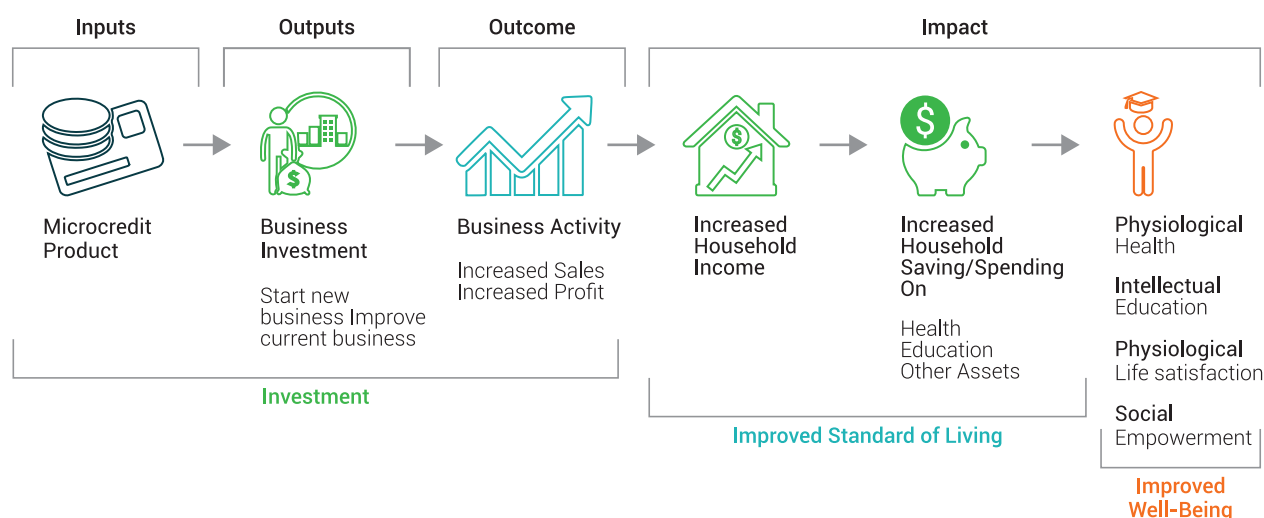 Inputs
Outputs
Outcome
Impact
$
$
$
Microcredit
Product
Business
Investment
Start new
business Improve
current business
Business Activity
Increased Sales
Increased Profit
Increased
Household
Income
Increased
Household
Saving/Spending
On
Health
Education
Other Assets
Physiological
Health
Intellectual
Education
Physiological
Life satisfaction
Social
Empowerment
Investment
Improved Standard of Living
Improved
Well-Being